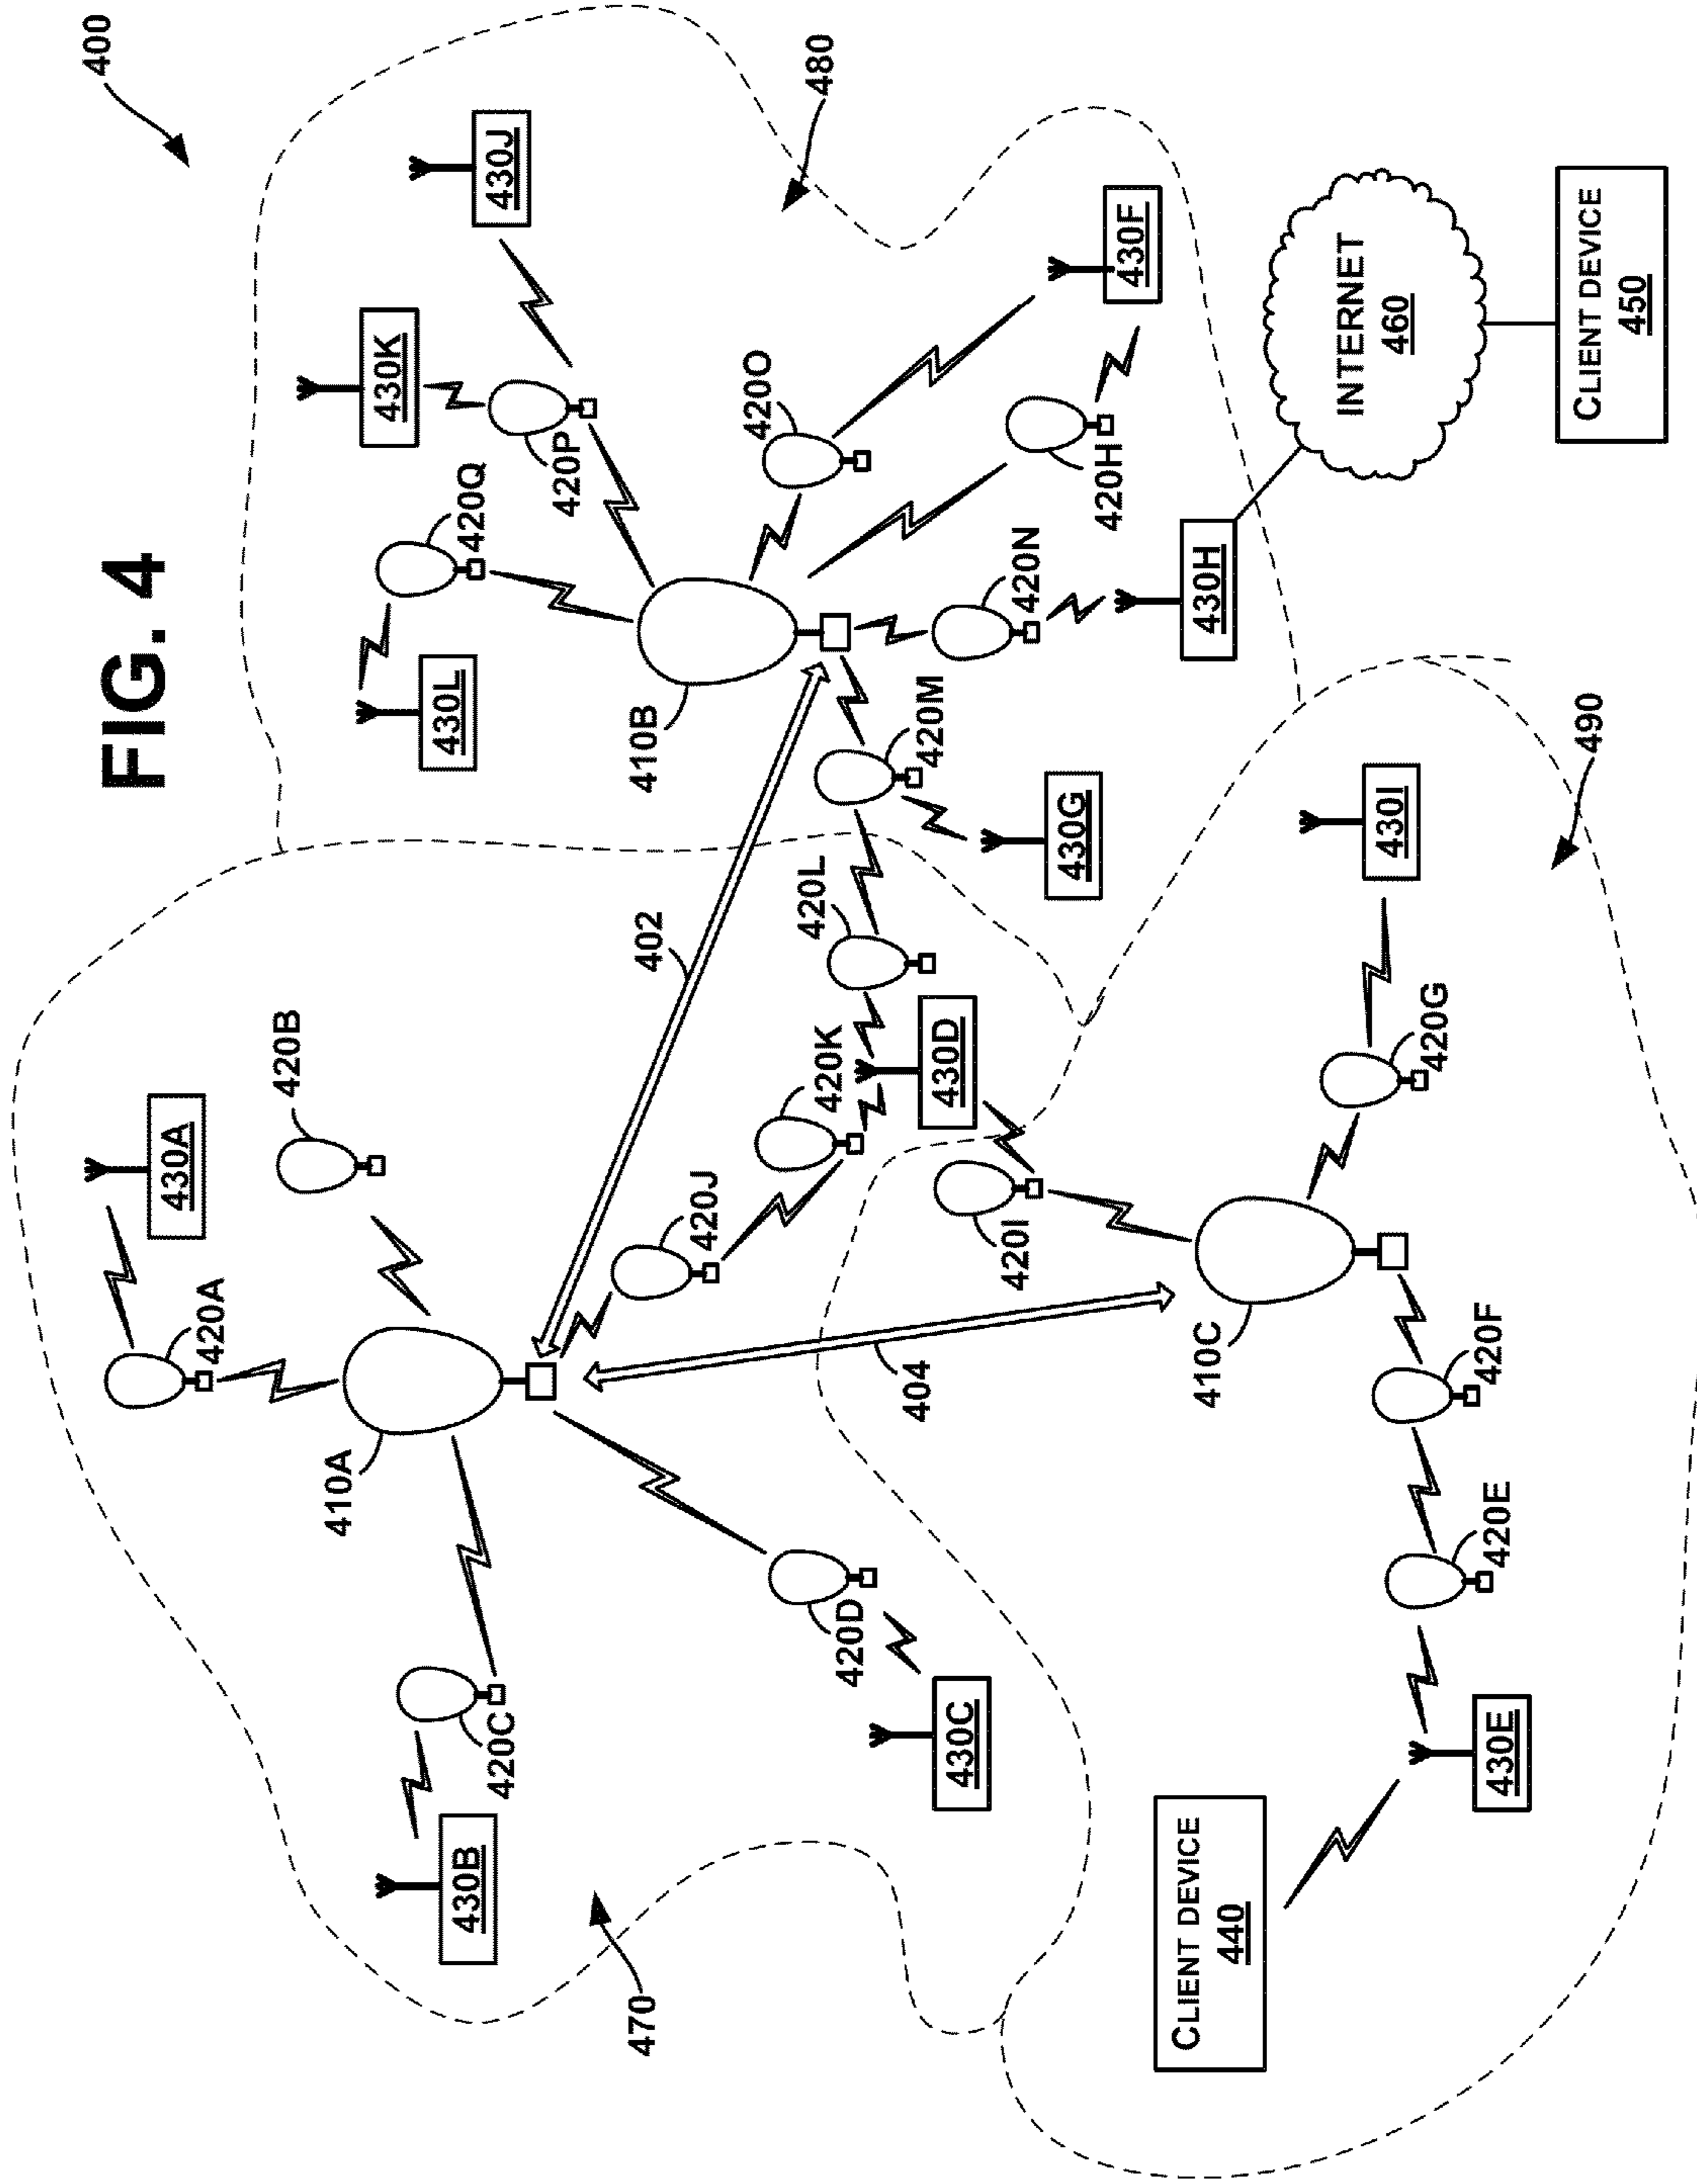 FIG. 4
400
430A
420A
420B
410A
430K
430L
430B
420Q
430J
420C
420P
470
410B
402
420J
420O
420L
480
420K
420D
404
420M
430D
430C
420I
420N
430G
420H
430F
CLIENT DEVICE
440
410C
430H
INTERNET
460
430I
420G
420F
420E
430E
490
CLIENT DEVICE
450